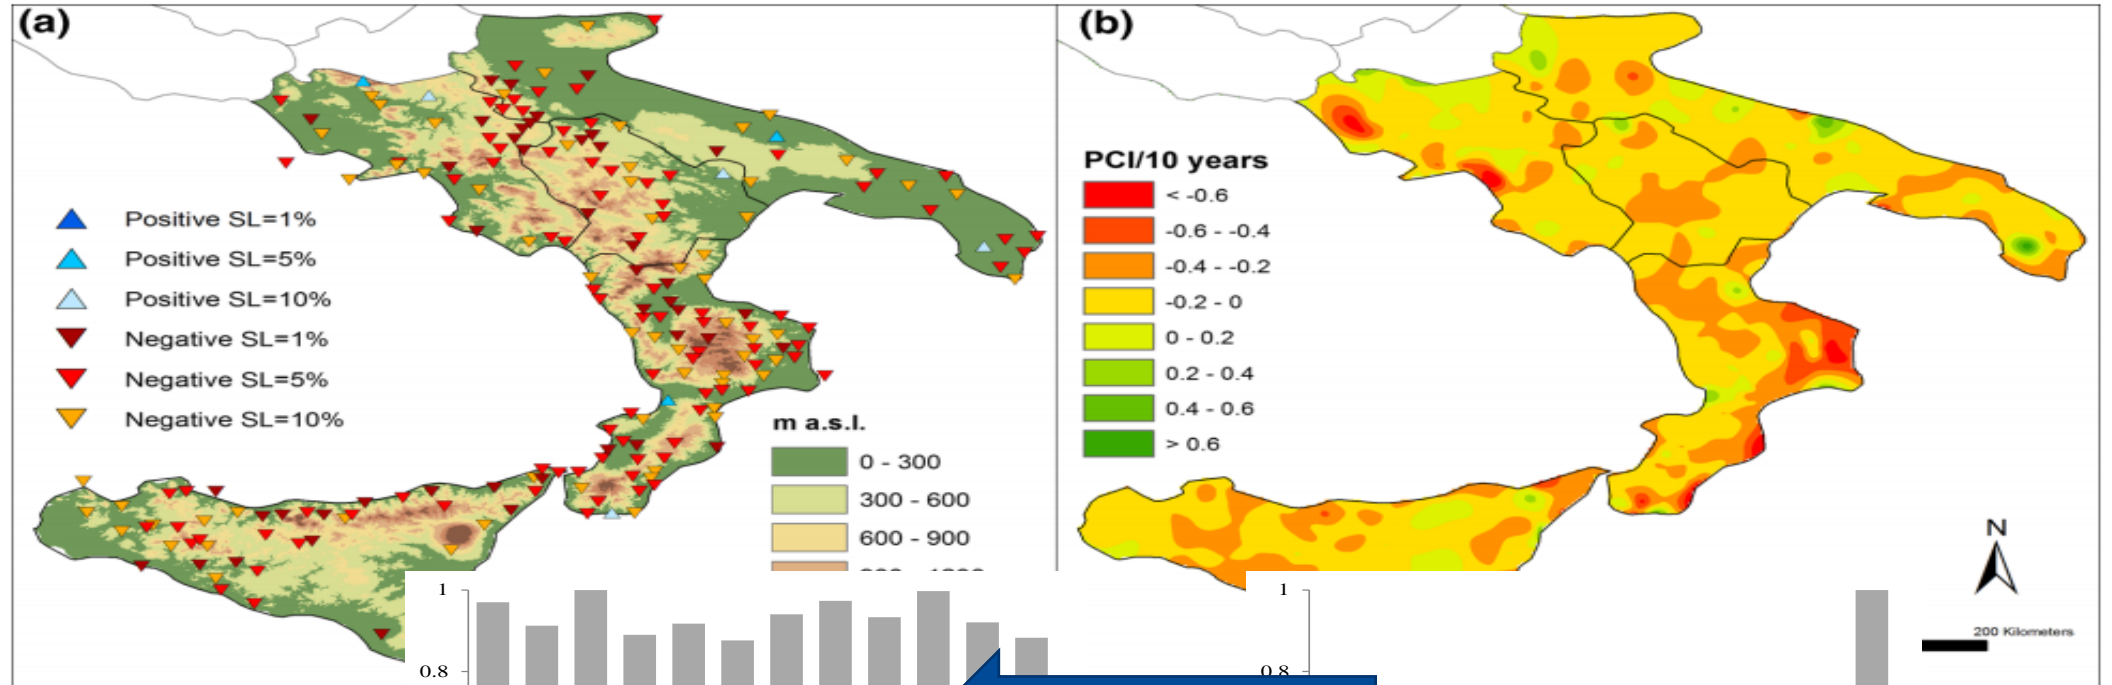 (a)
Positive SL=1%
Positive SL=5%
Positive SL=10%
Negative SL=1%
Negative SL=5%
Negative SL=10%
m a.s.l.
0 - 300
300 - 600
600 - 900
(b)
PCI/10 years
< -0.6
-0.6 - -0.4
-0.4 - -0.2
-0.2 - 0
0 - 0.2
0.2 - 0.4
0.4 - 0.6
> 0.6
N
200 Kilometers
1
0.8
1
0.8